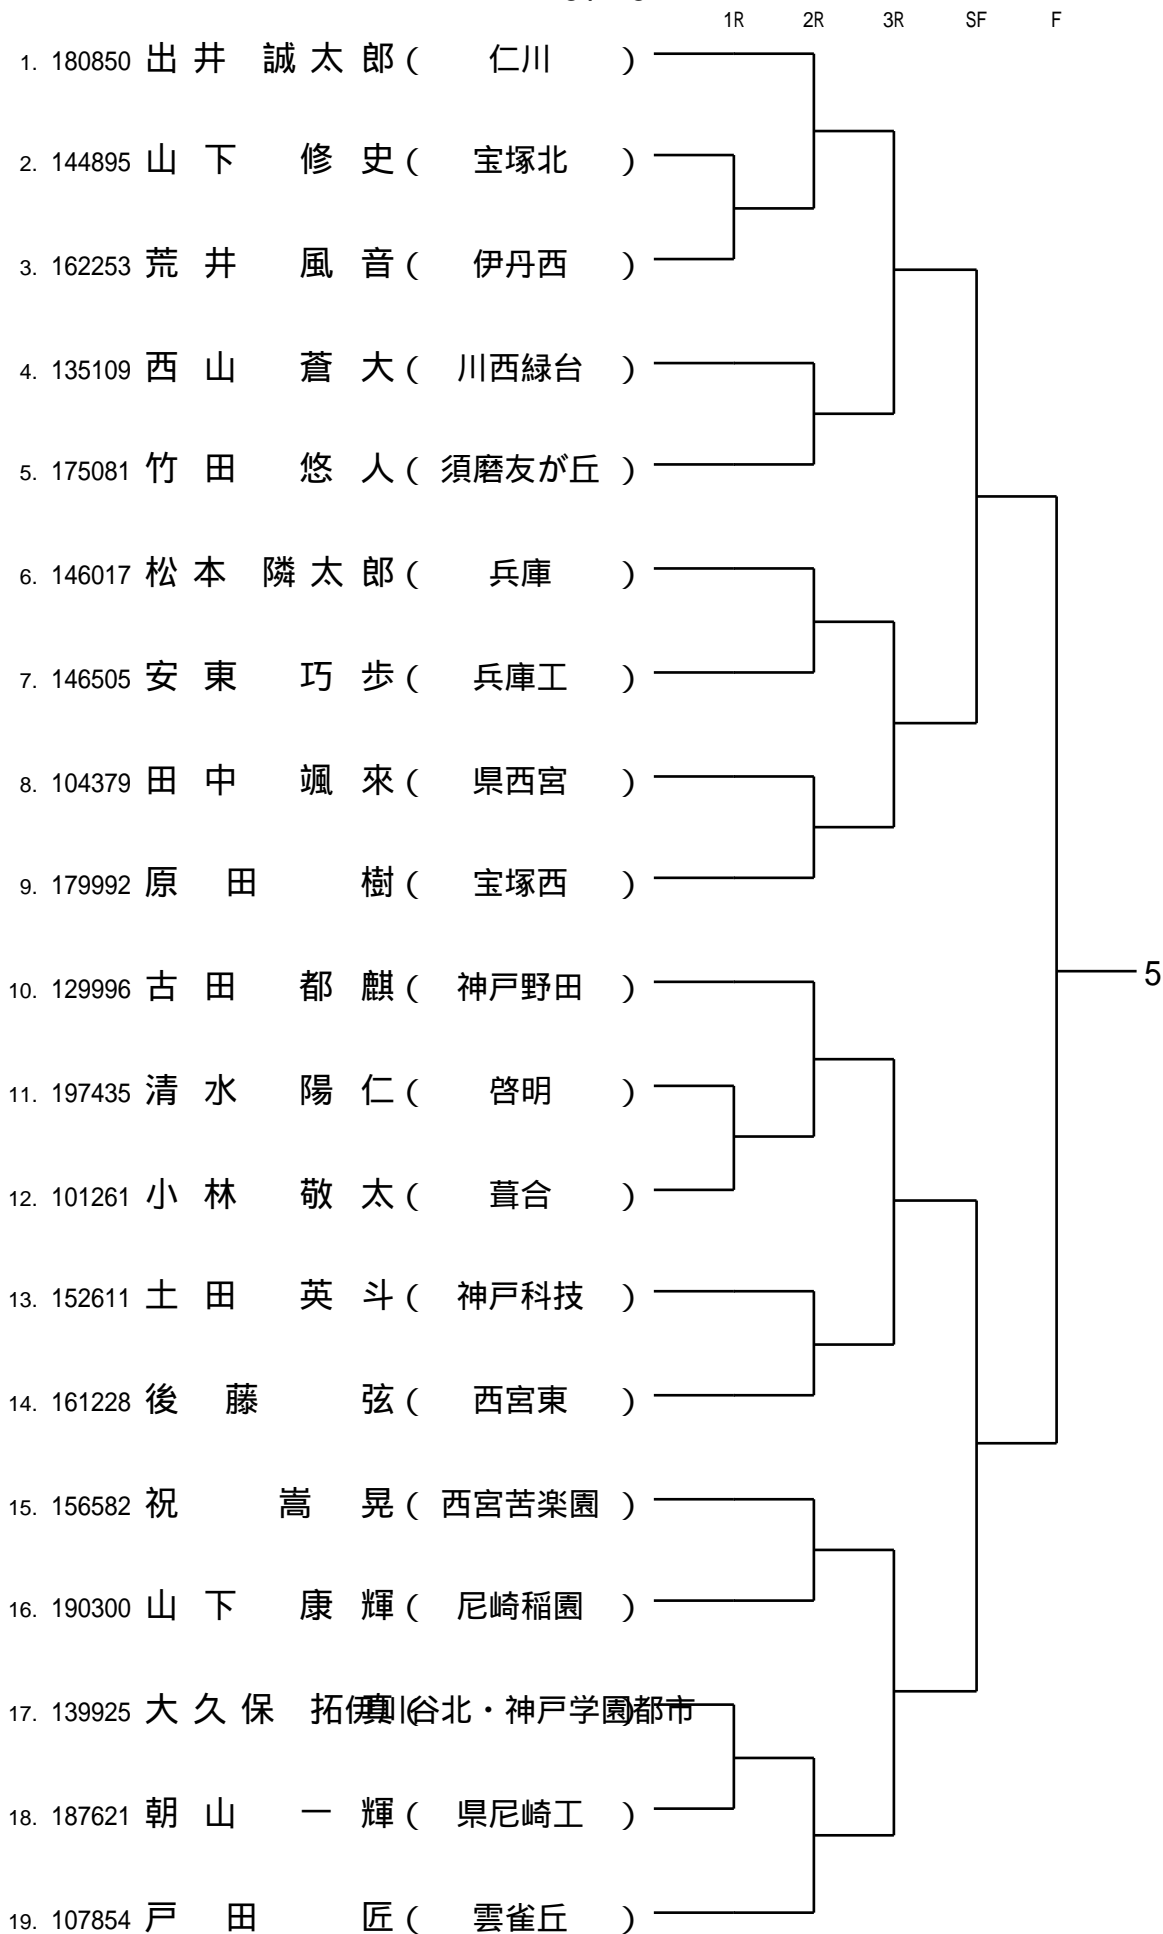 1R 2R 3R SF F
1. 180850 出井 誠太郎 ( 仁川 )
2. 144895 山下 修史 ( 宝塚北 )
3. 162253 荒井 風音 ( 伊丹西 )
4. 135109 西山 蒼大 ( 川西緑台 )
5. 175081 竹田 悠人 ( 須磨友が丘 )
6. 146017 松本 隣太郎 ( 兵庫 )
7. 146505 安東 巧歩 ( 兵庫工 )
8. 104379 田中 颯來 ( 県西宮 )
9. 179992 原田 樹 ( 宝塚西 )
5
10. 129996 古田 都麒 ( 神戸野田 )
11. 197435 清水 陽仁 ( 啓明 )
12. 101261 小林 敬太 ( 葺合 )
13. 152611 土田 英斗 ( 神戸科技 )
14. 161228 後藤 弦 ( 西宮東 )
15. 156582 祝 嵩晃 ( 西宮苦楽園 )
16. 190300 山下 康輝 ( 尼崎稲園 )
17. 139925 大久保 拓真 ( 伊川谷北・神戸学園都市 )
18. 187621 朝山 一輝 ( 県尼崎工 )
19. 107854 戸田 匠 ( 雲雀丘 )